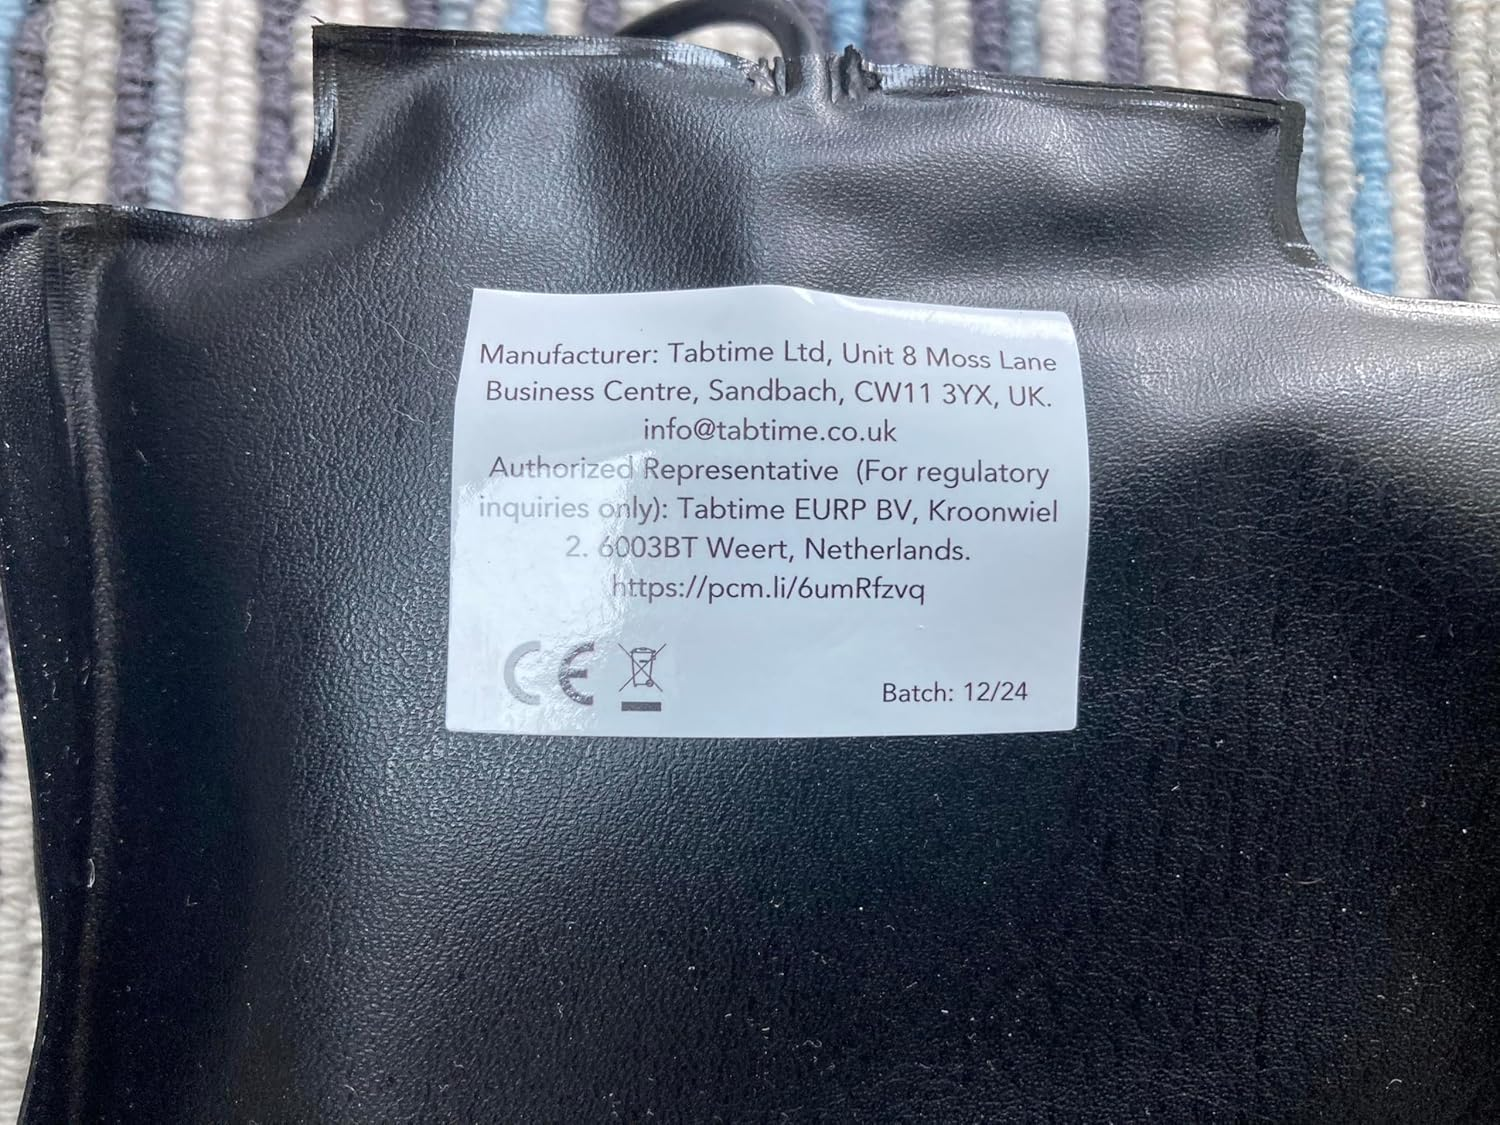 Manufacturer: Tabtime Ltd, Unit 8 Moss Lane
Business Centre, Sandbach, CW11 3YX, UK.
info@tabtime.co.uk
Authorized Representative (For regulatory
inquiries only): Tabtime EURP BV, Kroonwiel
2. 6003BT Weert, Netherlands.
https://pcm.li/6umRfzvq
CE
Batch: 12/24